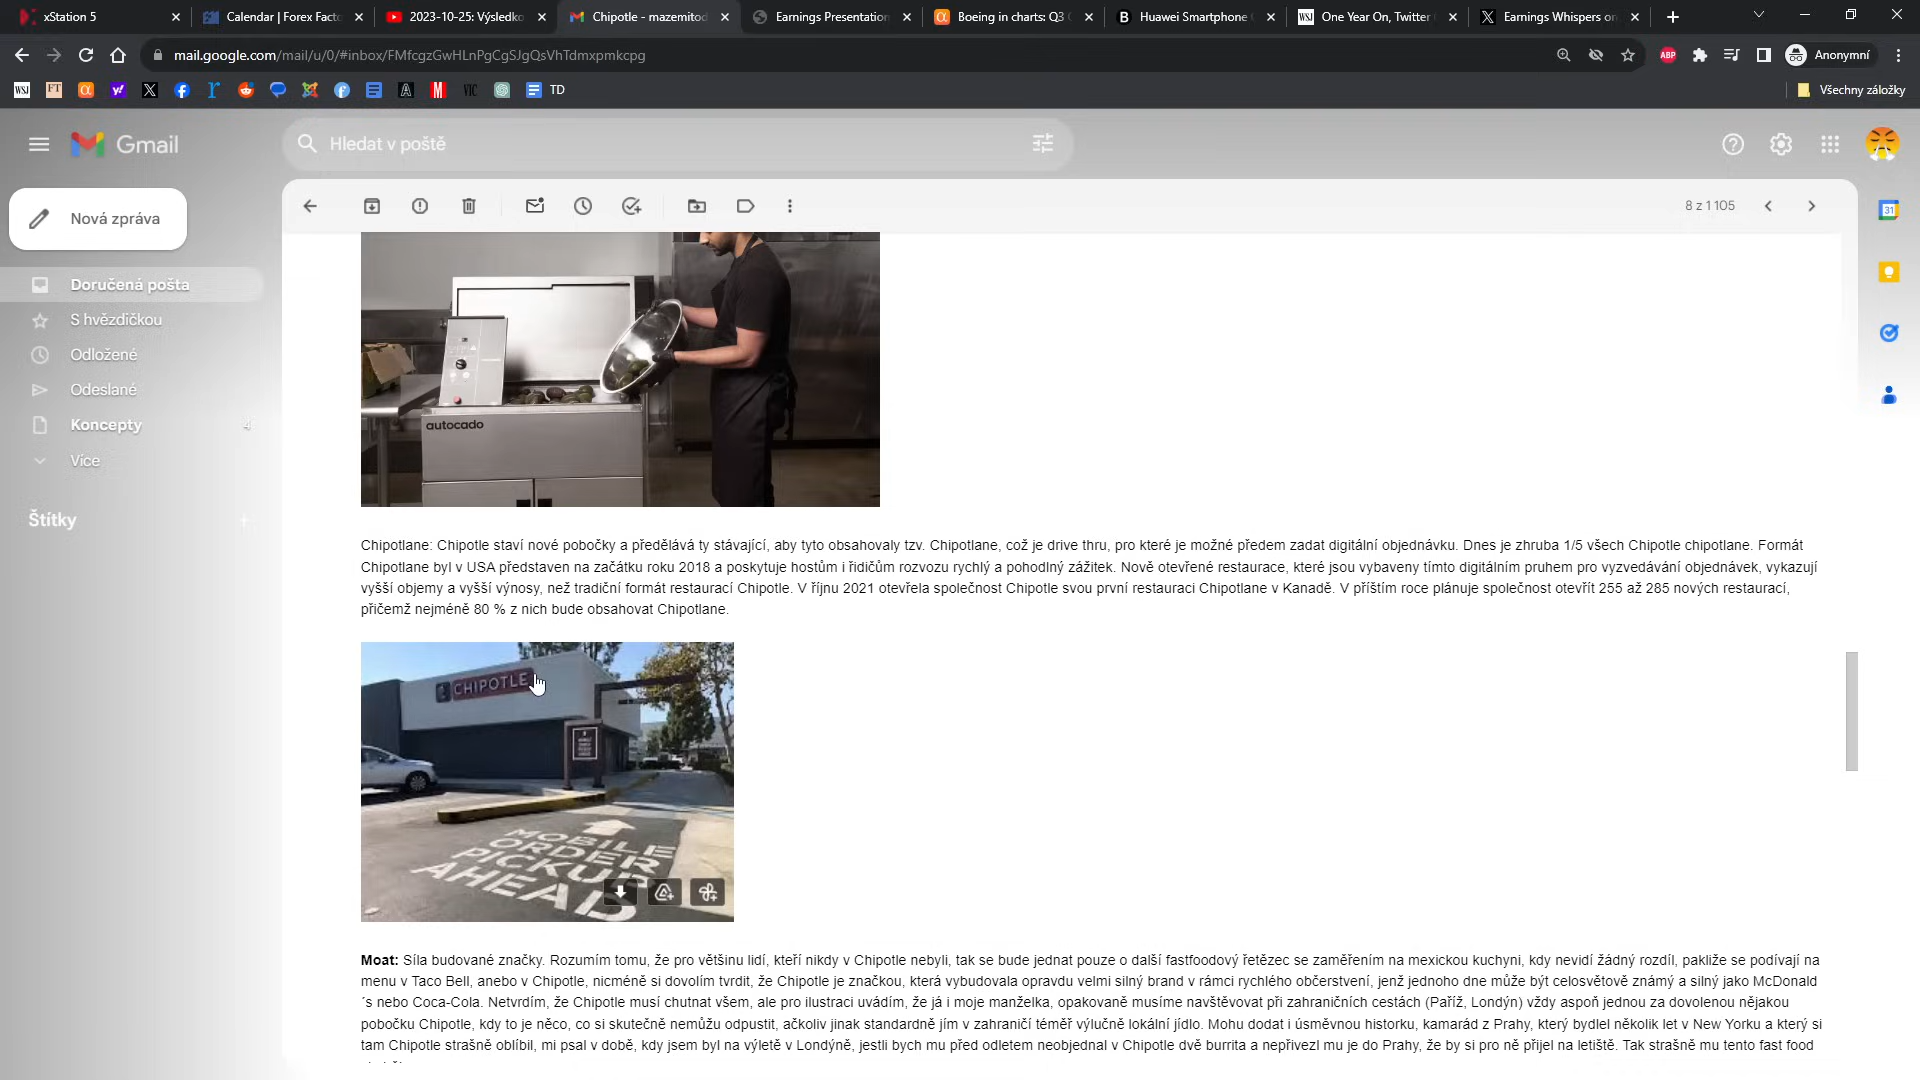 xStation 5
Calendar | Forex Facto
2023-10-25: Výsledko
Chipotle - mazemitod
Earnings Presentation
Boeing in charts: Q3
Huawei Smartphone
One Year On, Twitter
Earnings Whispers on
mail.google.com/mail/u/0/#inbox/FMfcgzGwHLnPgCgSJgQsVhTdmxpmkcpg
ABP
Anonymní
WSJ FT TD
Všechny záložky
Gmail
Hledat v poště
Nová zpráva
8 z 1 105
Doručená pošta
S hvězdičkou
Odložené
Odeslané
Koncepty 4
Více
Štítky
autocado
Chipotlane: Chipotle staví nové pobočky a předělává ty stávající, aby tyto obsahovaly tzv. Chipotlane, což je drive thru, pro které je možné předem zadat digitální objednávku. Dnes je zhruba 1/5 všech Chipotle chipotlane. Formát
Chipotlane byl v USA představen na začátku roku 2018 a poskytuje hostům i řidičům rozvozu rychlý a pohodlný zážitek. Nově otevřené restaurace, které jsou vybaveny tímto digitálním pruhem pro vyzvedávání objednávek, vykazují
vyšší objemy a vyšší výnosy, než tradiční formát restaurací Chipotle. V říjnu 2021 otevřela společnost Chipotle svou první restauraci Chipotlane v Kanadě. V příštím roce plánuje společnost otevřít 255 až 285 nových restaurací,
přičemž nejméně 80 % z nich bude obsahovat Chipotlane.
CHIPOTLE
MOBILE
ORDER
PICKUP
AHEAD
Moat: Síla budované značky. Rozumím tomu, že pro většinu lidí, kteří nikdy v Chipotle nebyli, tak se bude jednat pouze o další fastfoodový řetězec se zaměřením na mexickou kuchyni, kdy nevidí žádný rozdíl, pakliže se podívají na
menu v Taco Bell, anebo v Chipotle, nicméně si dovolím tvrdit, že Chipotle je značkou, která vybudovala opravdu velmi silný brand v rámci rychlého občerstvení, jenž jednoho dne může být celosvětově známý a silný jako McDonald
´s nebo Coca-Cola. Netvrdím, že Chipotle musí chutnat všem, ale pro ilustraci uvádím, že já i moje manželka, opakovaně musíme navštěvovat při zahraničních cestách (Paříž, Londýn) vždy aspoň jednou za dovolenou nějakou
pobočku Chipotle, kdy to je něco, co si skutečně nemůžu odpustit, ačkoliv jinak standardně jím v zahraničí téměř výlučně lokální jídlo. Mohu dodat i úsměvnou historku, kamarád z Prahy, který bydlel několik let v New Yorku a který si
tam Chipotle strašně oblíbil, mi psal v době, kdy jsem byl na výletě v Londýně, jestli bych mu před odletem neobjednal v Chipotle dvě burrita a nepřivezl mu je do Prahy, že by si pro ně přijel na letiště. Tak strašně mu tento fast food